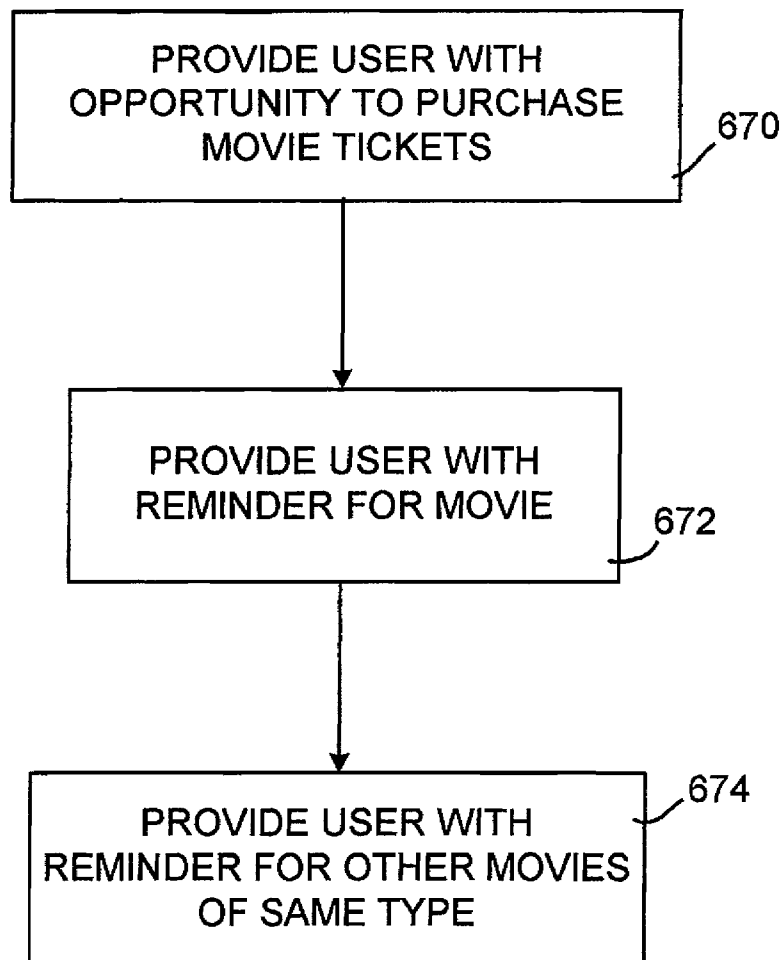 PROVIDE USER WITH
OPPORTUNITY TO PURCHASE
MOVIE TICKETS
670
PROVIDE USER WITH
REMINDER FOR MOVIE
672
674
PROVIDE USER WITH
REMINDER FOR OTHER MOVIES
OF SAME TYPE